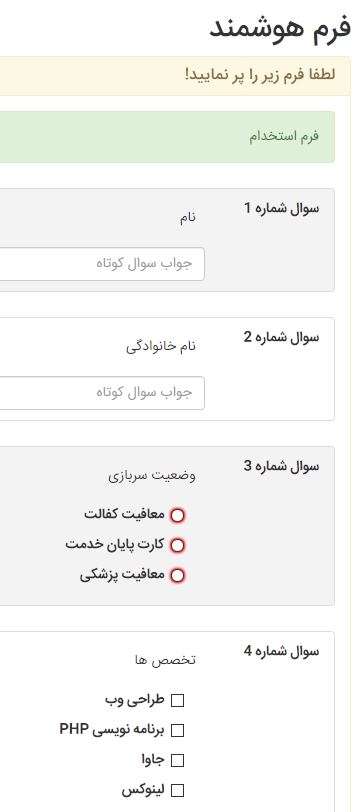 فرم هوشمند
لطفا فرم زیر را پر نمایید!
فرم استخدام
سوال شماره 1
نام
جواب سوال کوتاه
سوال شماره 2
نام خانوادگی
جواب سوال کوتاه
سوال شماره 3
وضعیت سربازی
معافیت کفالت
کارت پایان خدمت
معافیت پزشکی
سوال شماره 4
تخصص ها
طراحی وب
برنامه نویسی PHP
جاوا
لینوکس